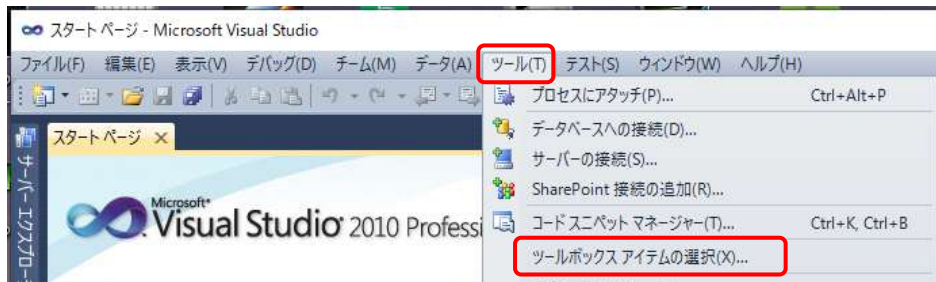 スタート ページ - Microsoft Visual Studio
ファイル(F) 編集(E) 表示(V) デバッグ(D) チーム(M) データ(A) ツール(T) テスト(S) ウィンドウ(W) ヘルプ(H)
プロセスにアタッチ(P)... Ctrl+Alt+P
スタート ページ
データベースへの接続(D)...
サーバーの接続(S)...
SharePoint 接続の追加(R)...
Microsoft
Visual Studio 2010 Professi
コード スニペット マネージャー(T)... Ctrl+K, Ctrl+B
ツールボックス アイテムの選択(X)...
サーバー エクスプロー